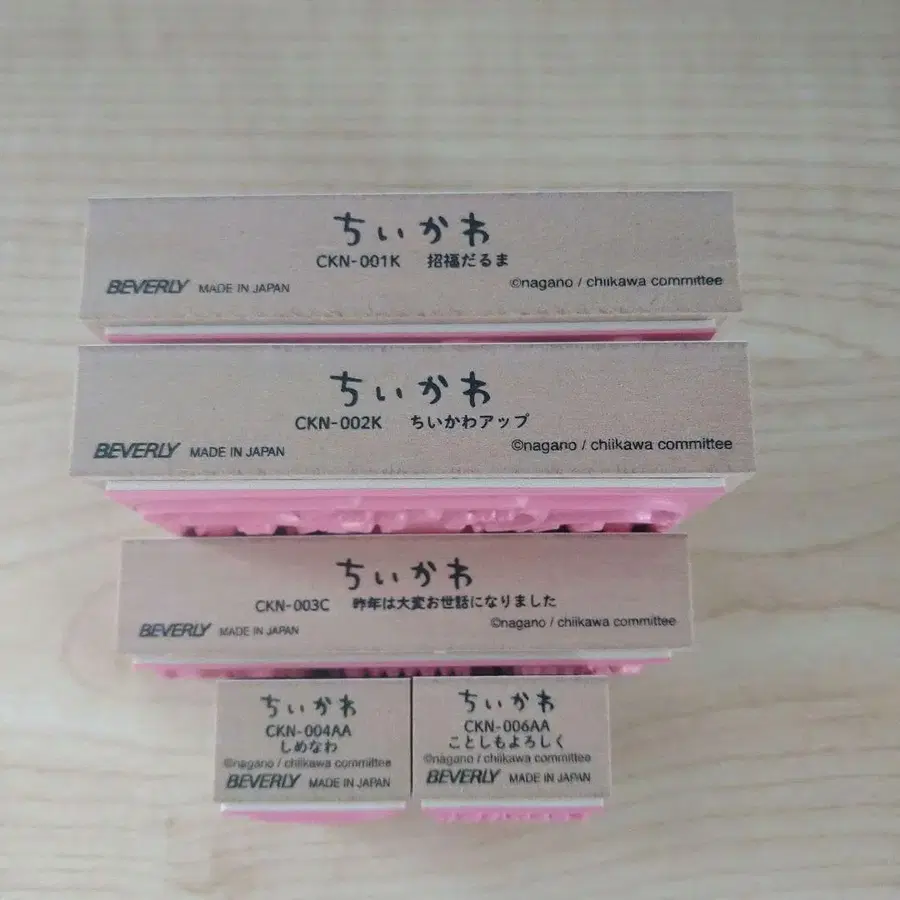 ちいかわ
CKN-001K 招福だるま
BEVERLY MADE IN JAPAN ©nagano / chiikawa committee
ちいかわ
CKN-002K ちいかわアップ
BEVERLY MADE IN JAPAN ©nagano / chiikawa committee
ちいかわ
CKN-003C 昨年は大変お世話になりました
BEVERLY MADE IN JAPAN ©nagano / chiikawa committee
ちいかわ
CKN-004AA
しめなわ
©nagano / chiikawa committee
BEVERLY MADE IN JAPAN
ちいかわ
CKN-006AA
ことしもよろしく
©nagano / chiikawa committee
BEVERLY MADE IN JAPAN